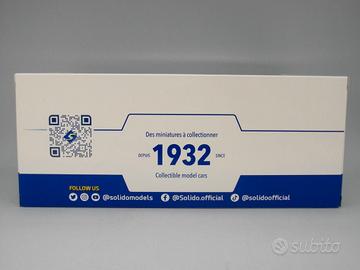 Des miniatures à collectionner
DEPUIS 1932 SINCE
Collectible model cars
FOLLOW US
@solidomodels @Solido.official @solidoofficial
subito